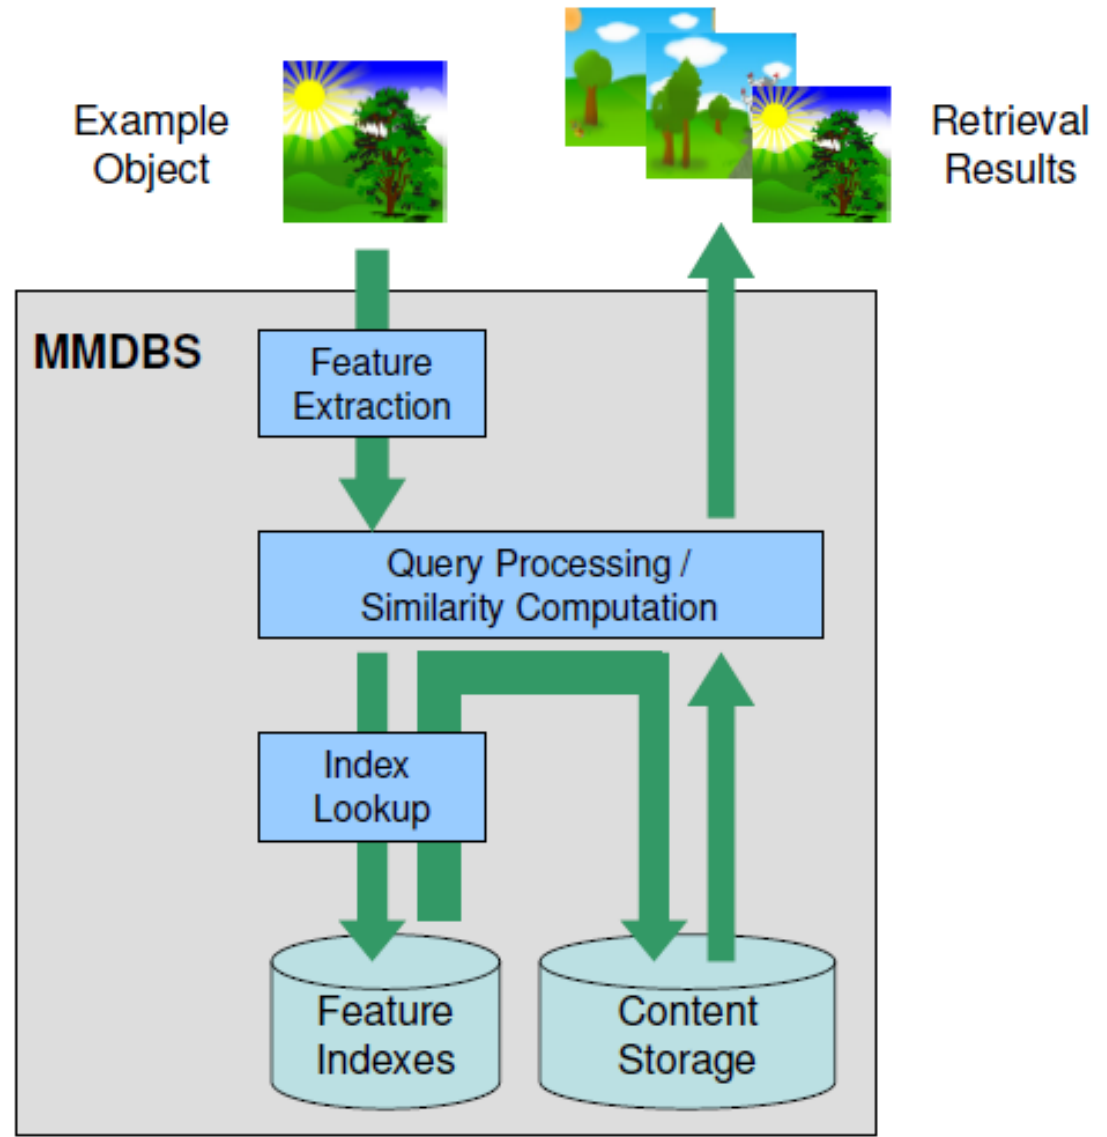 Example
Object
Retrieval
Results
MMDBS
Feature
Extraction
Query Processing /
Similarity Computation
Index
Lookup
Feature
Indexes
Content
Storage